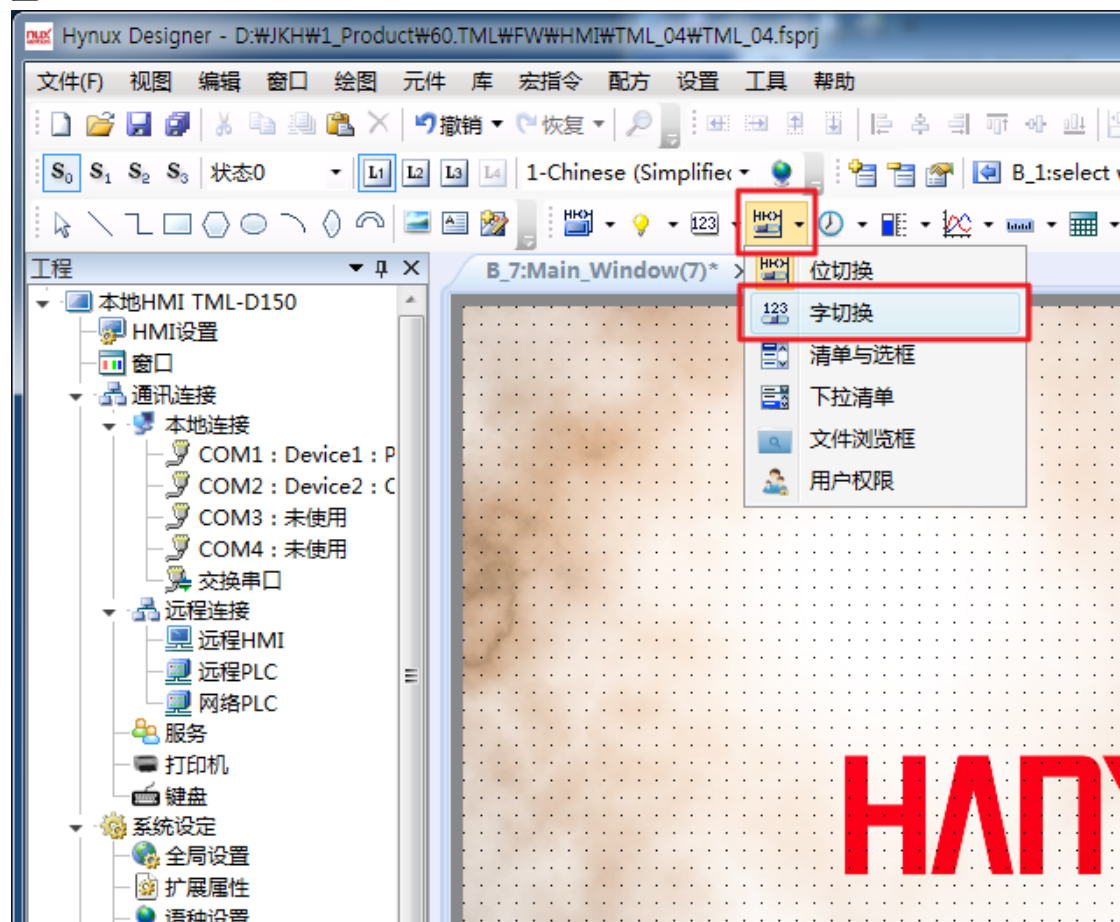 Hynux Designer - D:₩JKH₩1_Product₩60.TML₩FW₩HMI₩TML_04₩TML_04.fsprj
文件(F) 视图 编辑 窗口 绘图 元件 库 宏指令 配方 设置 工具 帮助
撤销 恢复
S0 S1 S2 S3 状态0 L1 L2 L3 L4 1-Chinese (Simplified B_1:select
123
工程 B_7:Main_Window(7)* 位切换
本地HMI TML-D150
123 字切换
HMI设置
清单与选框
窗口
通讯连接 下拉清单
本地连接
文件浏览框
COM1 : Device1 : P
用户权限
COM2 : Device2 : C
COM3 : 未使用
COM4 : 未使用
交换串口
远程连接
远程HMI
远程PLC
网络PLC
服务
打印机
键盘
系统设定
全局设置
扩展属性
语种设置